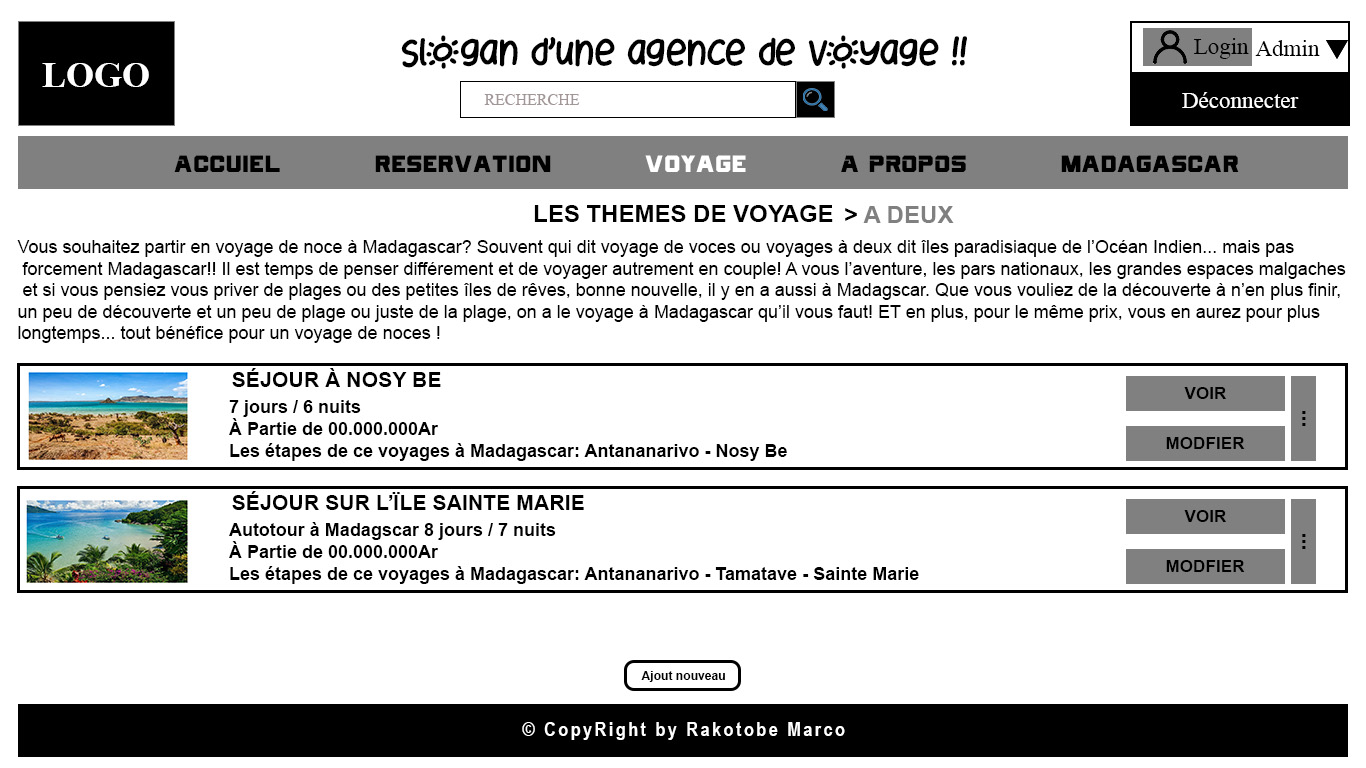 LOGO
slogan d'une agence de voyage !!
RECHERCHE
Login Admin ▼
Déconnecter
ACCUIEL RESERVATION VOYAGE A PROPOS MADAGASCAR
LES THEMES DE VOYAGE > A DEUX
Vous souhaitez partir en voyage de noce à Madagascar? Souvent qui dit voyage de voces ou voyages à deux dit îles paradisiaque de l'Océan Indien... mais pas
forcement Madagascar!! Il est temps de penser différement et de voyager autrement en couple! A vous l'aventure, les pars nationaux, les grandes espaces malgaches
et si vous pensiez vous priver de plages ou des petites îles de rêves, bonne nouvelle, il y en a aussi à Madagscar. Que vous vouliez de la découverte à n'en plus finir,
un peu de découverte et un peu de plage ou juste de la plage, on a le voyage à Madagascar qu'il vous faut! ET en plus, pour le même prix, vous en aurez pour plus
longtemps... tout bénéfice pour un voyage de noces !
SÉJOUR À NOSY BE
7 jours / 6 nuits
À Partie de 00.000.000Ar
Les étapes de ce voyages à Madagascar: Antananarivo - Nosy Be
VOIR
MODFIER
⋮
SÉJOUR SUR L'ÏLE SAINTE MARIE
Autotour à Madagscar 8 jours / 7 nuits
À Partie de 00.000.000Ar
Les étapes de ce voyages à Madagascar: Antananarivo - Tamatave - Sainte Marie
VOIR
MODFIER
⋮
Ajout nouveau
© CopyRight by Rakotobe Marco